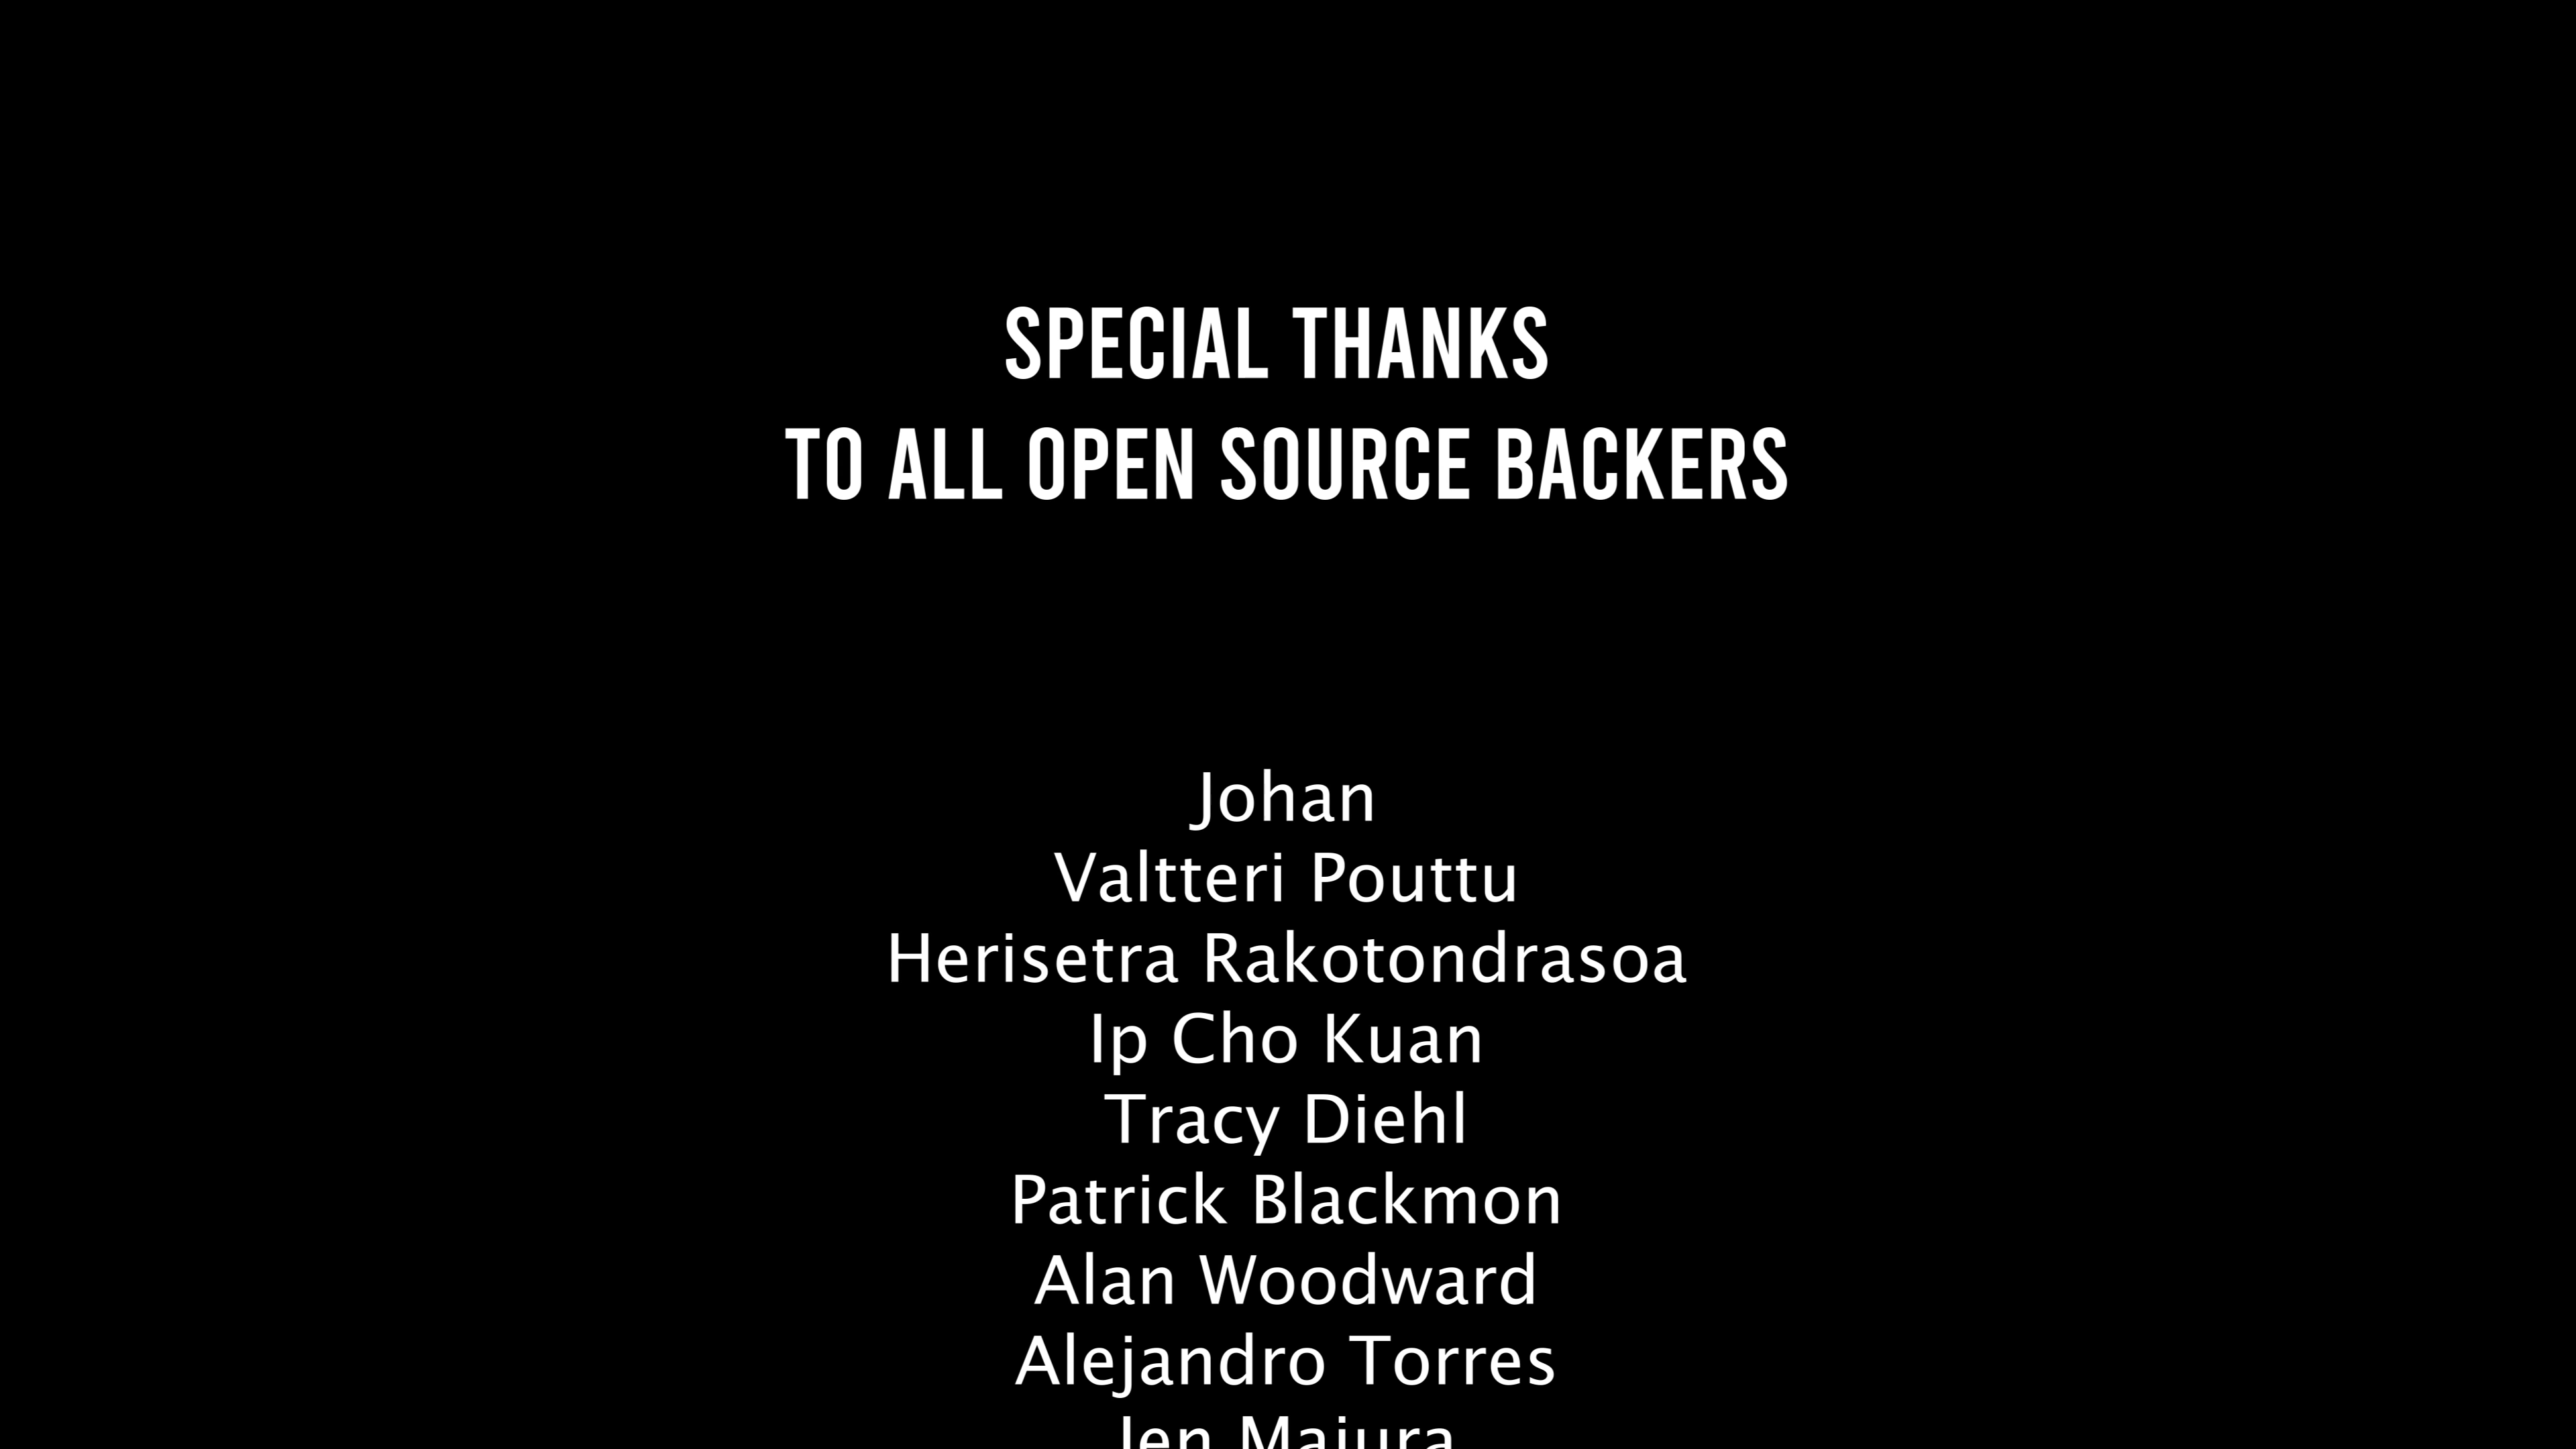 SPECIAL THANKS
TO ALL OPEN SOURCE BACKERS
Johan
Valtteri Pouttu
Herisetra Rakotondrasoa
Ip Cho Kuan
Tracy Diehl
Patrick Blackmon
Alan Woodward
Alejandro Torres
Jen Majura